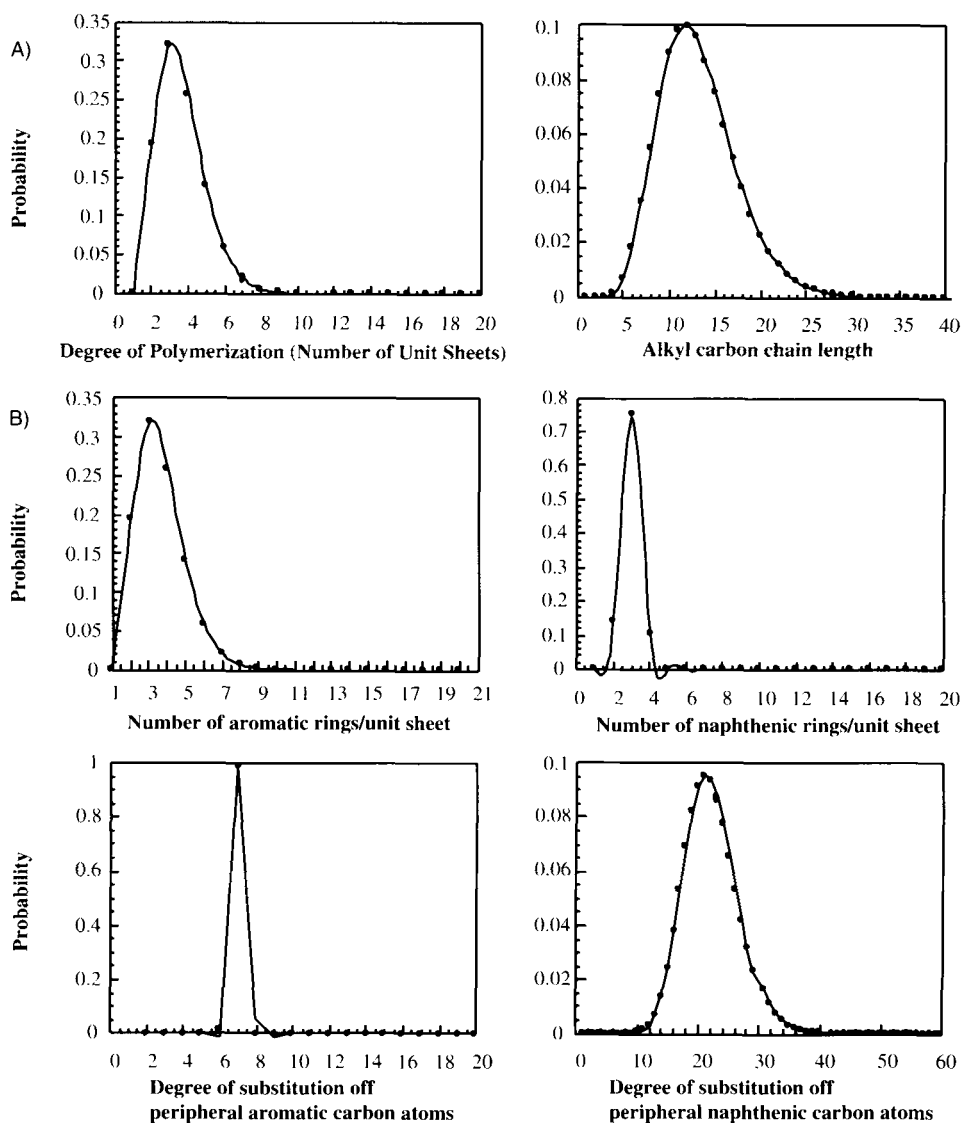 A)
0.35
0.3
0.25
0.2
0.15
0.1
0.05
0
Probability
0 2 4 6 8 10 12 14 16 18 20
Degree of Polymerization (Number of Unit Sheets)
0.1
0.08
0.06
0.04
0.02
0
0 5 10 15 20 25 30 35 40
Alkyl carbon chain length
B)
0.35
0.3
0.25
0.2
0.15
0.1
0.05
0
Probability
1 3 5 7 9 11 13 15 17 19 21
Number of aromatic rings/unit sheet
0.8
0.7
0.6
0.5
0.4
0.3
0.2
0.1
0
0 2 4 6 8 10 12 14 16 18 20
Number of naphthenic rings/unit sheet
1
0.8
0.6
0.4
0.2
0
Probability
0 2 4 6 8 10 12 14 16 18 20
Degree of substitution off
peripheral aromatic carbon atoms
0.1
0.08
0.06
0.04
0.02
0
0 10 20 30 40 50 60
Degree of substitution off
peripheral naphthenic carbon atoms